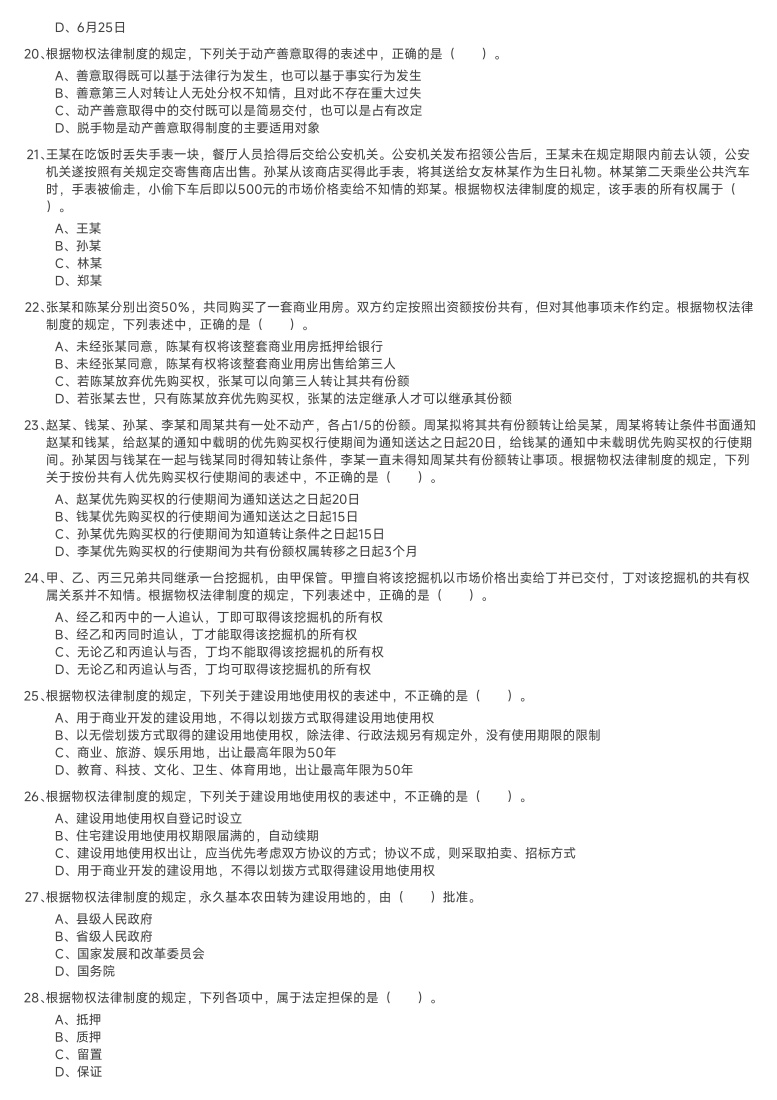 D、6月25日
20、根据物权法律制度的规定，下列关于动产善意取得的表述中，正确的是（　　）。
A、善意取得既可以基于法律行为发生，也可以基于事实行为发生
B、善意第三人对转让人无处分权不知情，且对此不存在重大过失
C、动产善意取得中的交付既可以是简易交付，也可以是占有改定
D、脱手物是动产善意取得制度的主要适用对象
21、王某在吃饭时丢失手表一块，餐厅人员拾得后交给公安机关。公安机关发布招领公告后，王某未在规定期限内前去认领，公安
机关遂按照有关规定交寄售商店出售。孙某从该商店买得此手表，将其送给女友林某作为生日礼物。林某第二天乘坐公共汽车
时，手表被偷走，小偷下车后即以500元的市场价格卖给不知情的郑某。根据物权法律制度的规定，该手表的所有权属于（
）。
A、王某
B、孙某
C、林某
D、郑某
22、张某和陈某分别出资50%，共同购买了一套商业用房。双方约定按照出资额按份共有，但对其他事项未作约定。根据物权法律
制度的规定，下列表述中，正确的是（　　）。
A、未经张某同意，陈某有权将该整套商业用房抵押给银行
B、未经张某同意，陈某有权将该整套商业用房出售给第三人
C、若陈某放弃优先购买权，张某可以向第三人转让其共有份额
D、若张某去世，只有陈某放弃优先购买权，张某的法定继承人才可以继承其份额
23、赵某、钱某、孙某、李某和周某共有一处不动产，各占1/5的份额。周某拟将其共有份额转让给吴某，周某将转让条件书面通知
赵某和钱某，给赵某的通知中载明的优先购买权行使期间为通知送达之日起20日，给钱某的通知中未载明优先购买权的行使期
间。孙某因与钱某在一起与钱某同时得知转让条件，李某一直未得知周某共有份额转让事项。根据物权法律制度的规定，下列
关于按份共有人优先购买权行使期间的表述中，不正确的是（　　）。
A、赵某优先购买权的行使期间为通知送达之日起20日
B、钱某优先购买权的行使期间为通知送达之日起15日
C、孙某优先购买权的行使期间为知道转让条件之日起15日
D、李某优先购买权的行使期间为共有份额权属转移之日起3个月
24、甲、乙、丙三兄弟共同继承一台挖掘机，由甲保管。甲擅自将该挖掘机以市场价格出卖给丁并已交付，丁对该挖掘机的共有权
属关系并不知情。根据物权法律制度的规定，下列表述中，正确的是（　　）。
A、经乙和丙中的一人追认，丁即可取得该挖掘机的所有权
B、经乙和丙同时追认，丁才能取得该挖掘机的所有权
C、无论乙和丙追认与否，丁均不能取得该挖掘机的所有权
D、无论乙和丙追认与否，丁均可取得该挖掘机的所有权
25、根据物权法律制度的规定，下列关于建设用地使用权的表述中，不正确的是（　　）。
A、用于商业开发的建设用地，不得以划拨方式取得建设用地使用权
B、以无偿划拨方式取得的建设用地使用权，除法律、行政法规另有规定外，没有使用期限的限制
C、商业、旅游、娱乐用地，出让最高年限为50年
D、教育、科技、文化、卫生、体育用地，出让最高年限为50年
26、根据物权法律制度的规定，下列关于建设用地使用权的表述中，不正确的是（　　）。
A、建设用地使用权自登记时设立
B、住宅建设用地使用权期限届满的，自动续期
C、建设用地使用权出让，应当优先考虑双方协议的方式；协议不成，则采取拍卖、招标方式
D、用于商业开发的建设用地，不得以划拨方式取得建设用地使用权
27、根据物权法律制度的规定，永久基本农田转为建设用地的，由（　　）批准。
A、县级人民政府
B、省级人民政府
C、国家发展和改革委员会
D、国务院
28、根据物权法律制度的规定，下列各项中，属于法定担保的是（　　）。
A、抵押
B、质押
C、留置
D、保证